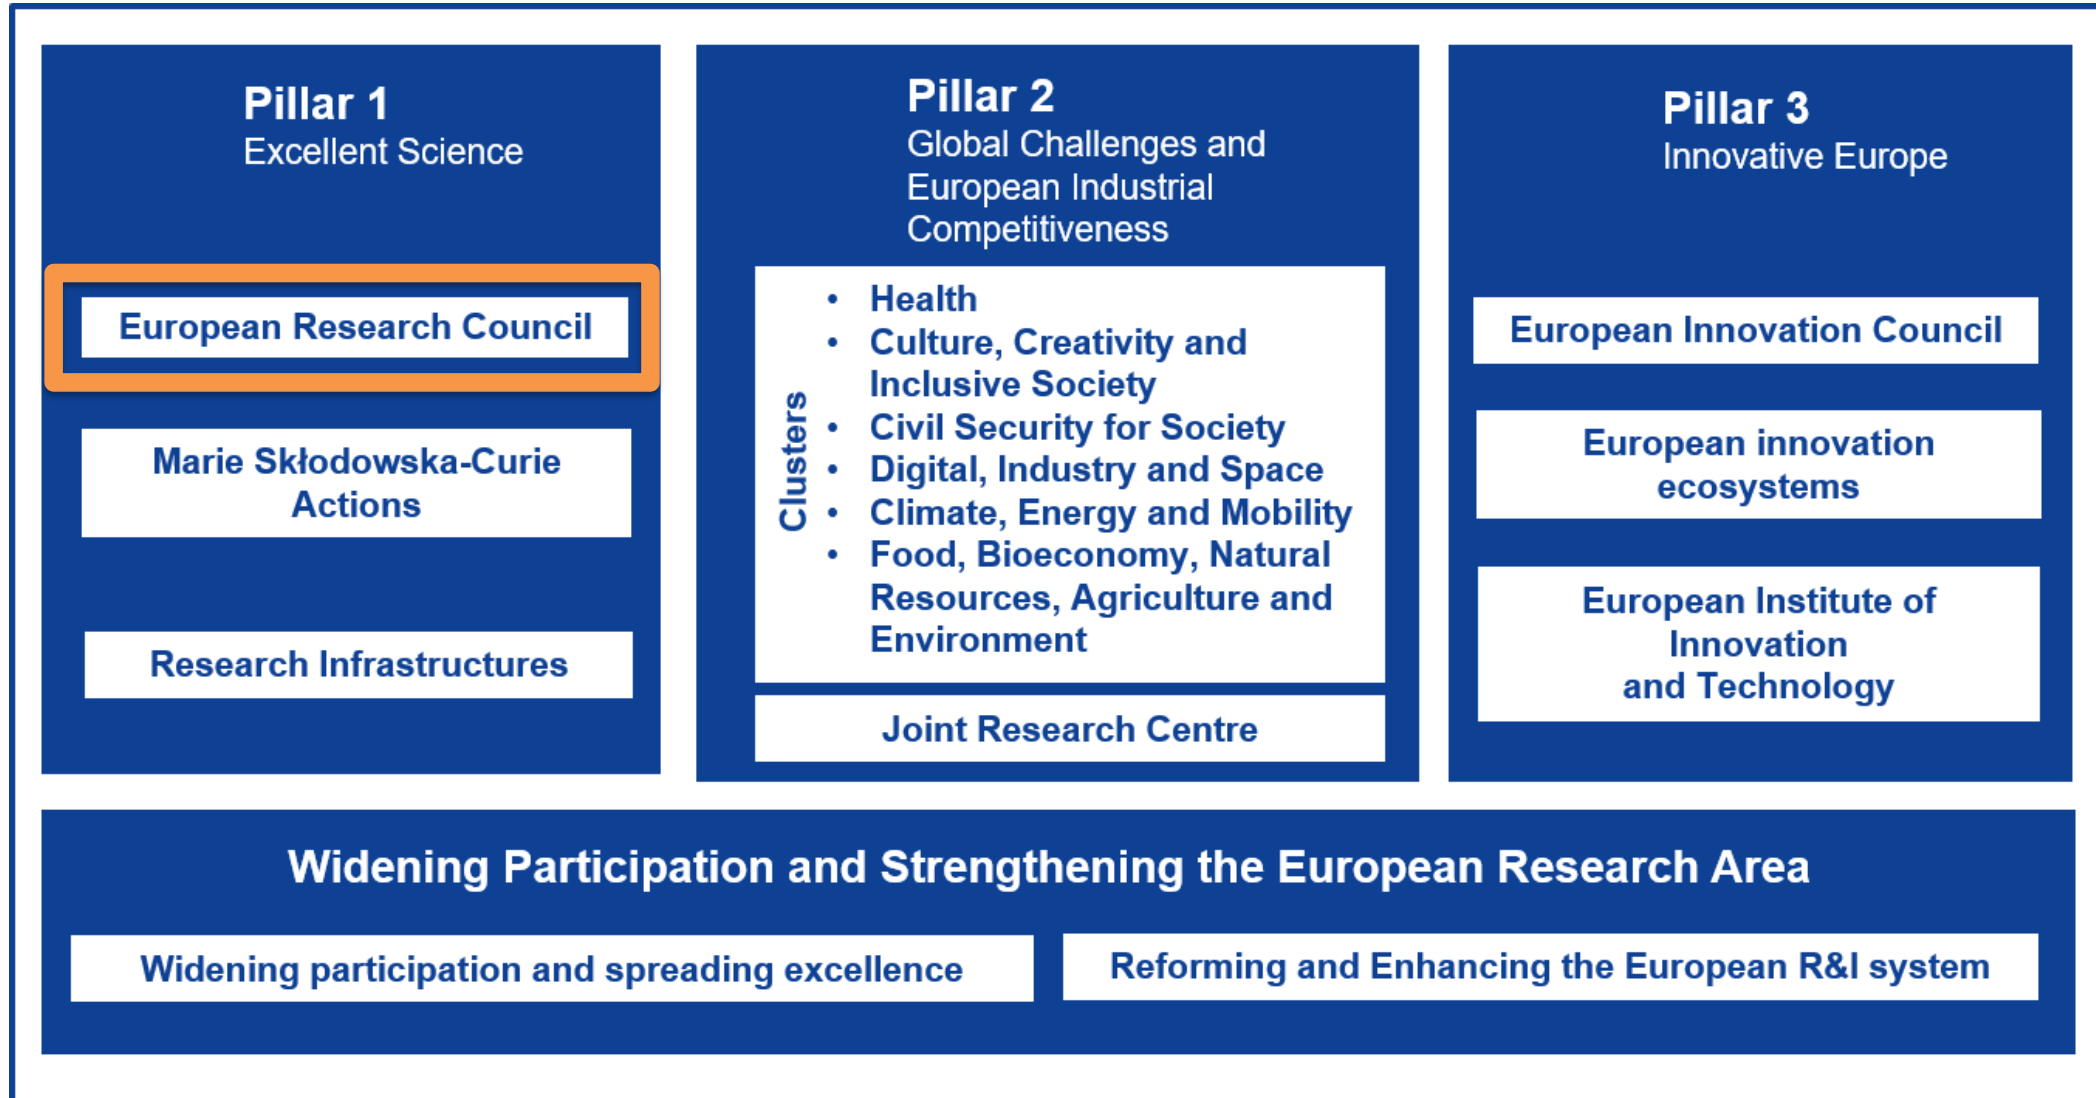 Pillar 1
Excellent Science
European Research Council
Marie Skłodowska-Curie
Actions
Research Infrastructures
Pillar 2
Global Challenges and
European Industrial
Competitiveness
Clusters
• Health
• Culture, Creativity and
Inclusive Society
• Civil Security for Society
• Digital, Industry and Space
• Climate, Energy and Mobility
• Food, Bioeconomy, Natural
Resources, Agriculture and
Environment
Joint Research Centre
Pillar 3
Innovative Europe
European Innovation Council
European innovation
ecosystems
European Institute of
Innovation
and Technology
Widening Participation and Strengthening the European Research Area
Widening participation and spreading excellence
Reforming and Enhancing the European R&I system